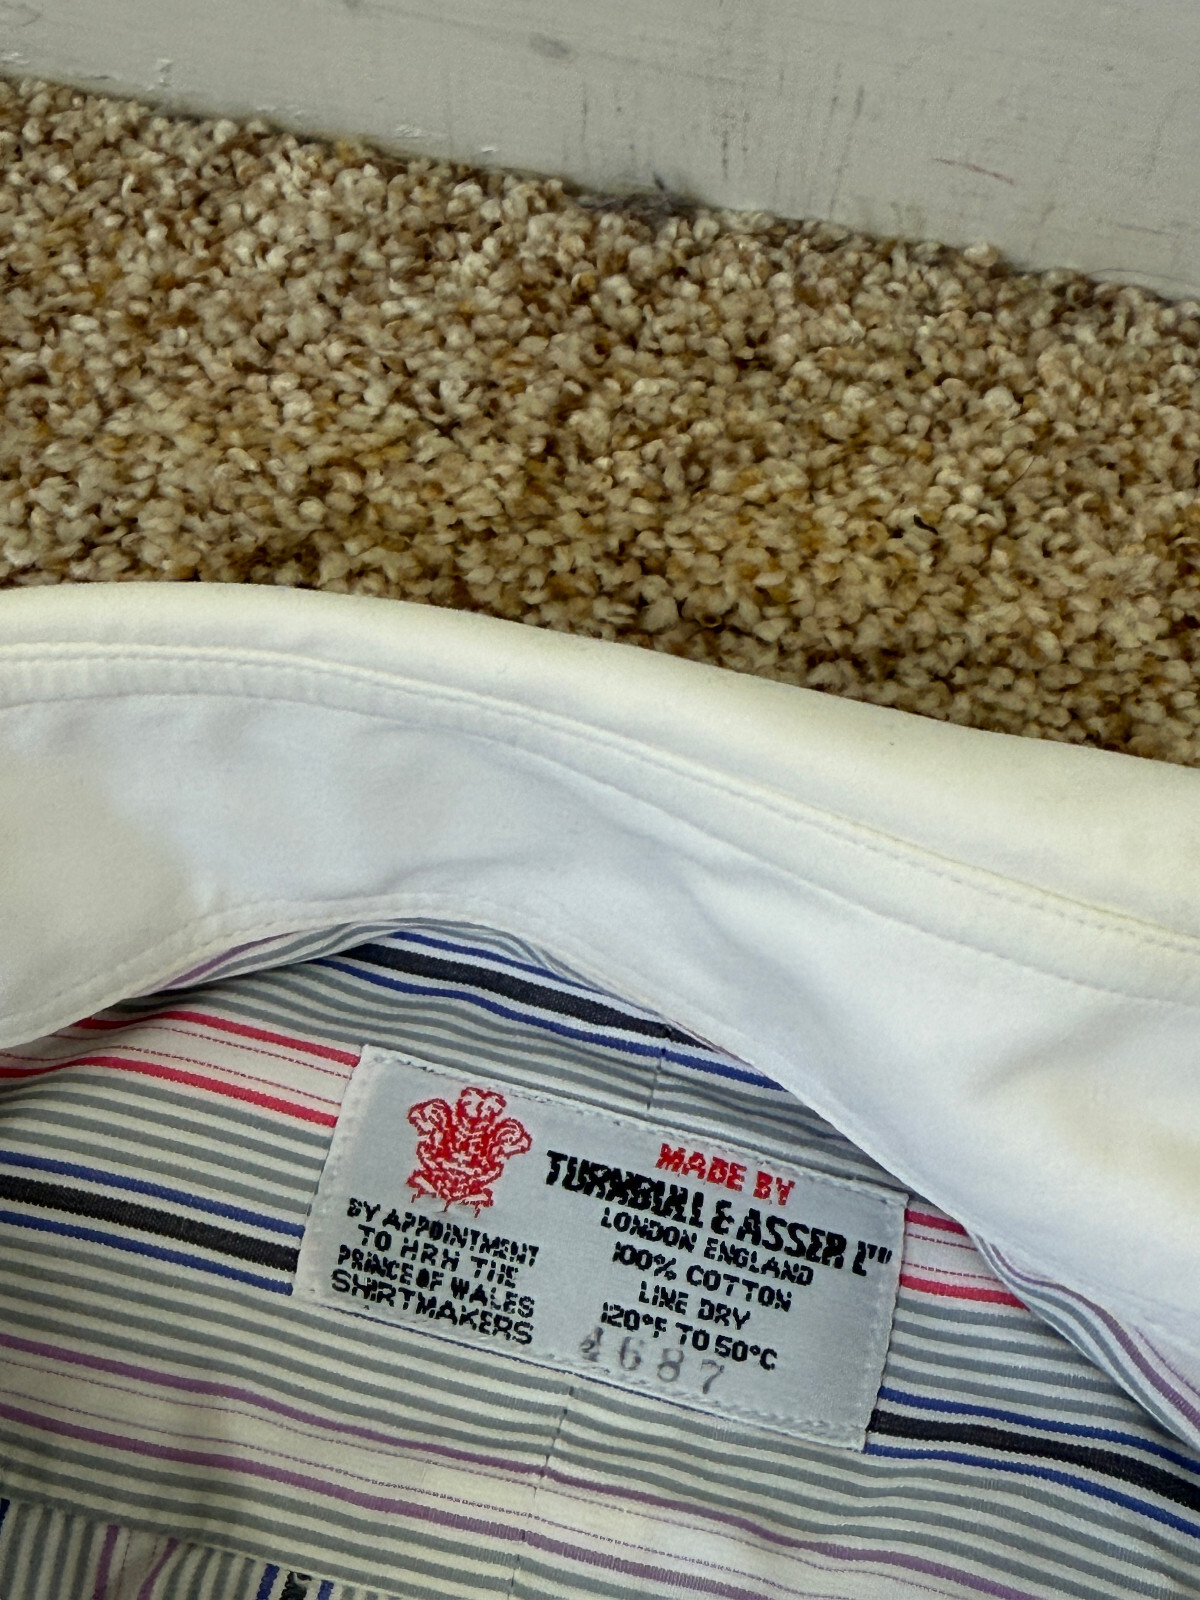 MADE BY
TURNBULL & ASSER LTD
LONDON ENGLAND
100% COTTON
LINE DRY
120°F TO 50°C
4687
BY APPOINTMENT
TO HRH THE
PRINCE OF WALES
SHIRTMAKERS